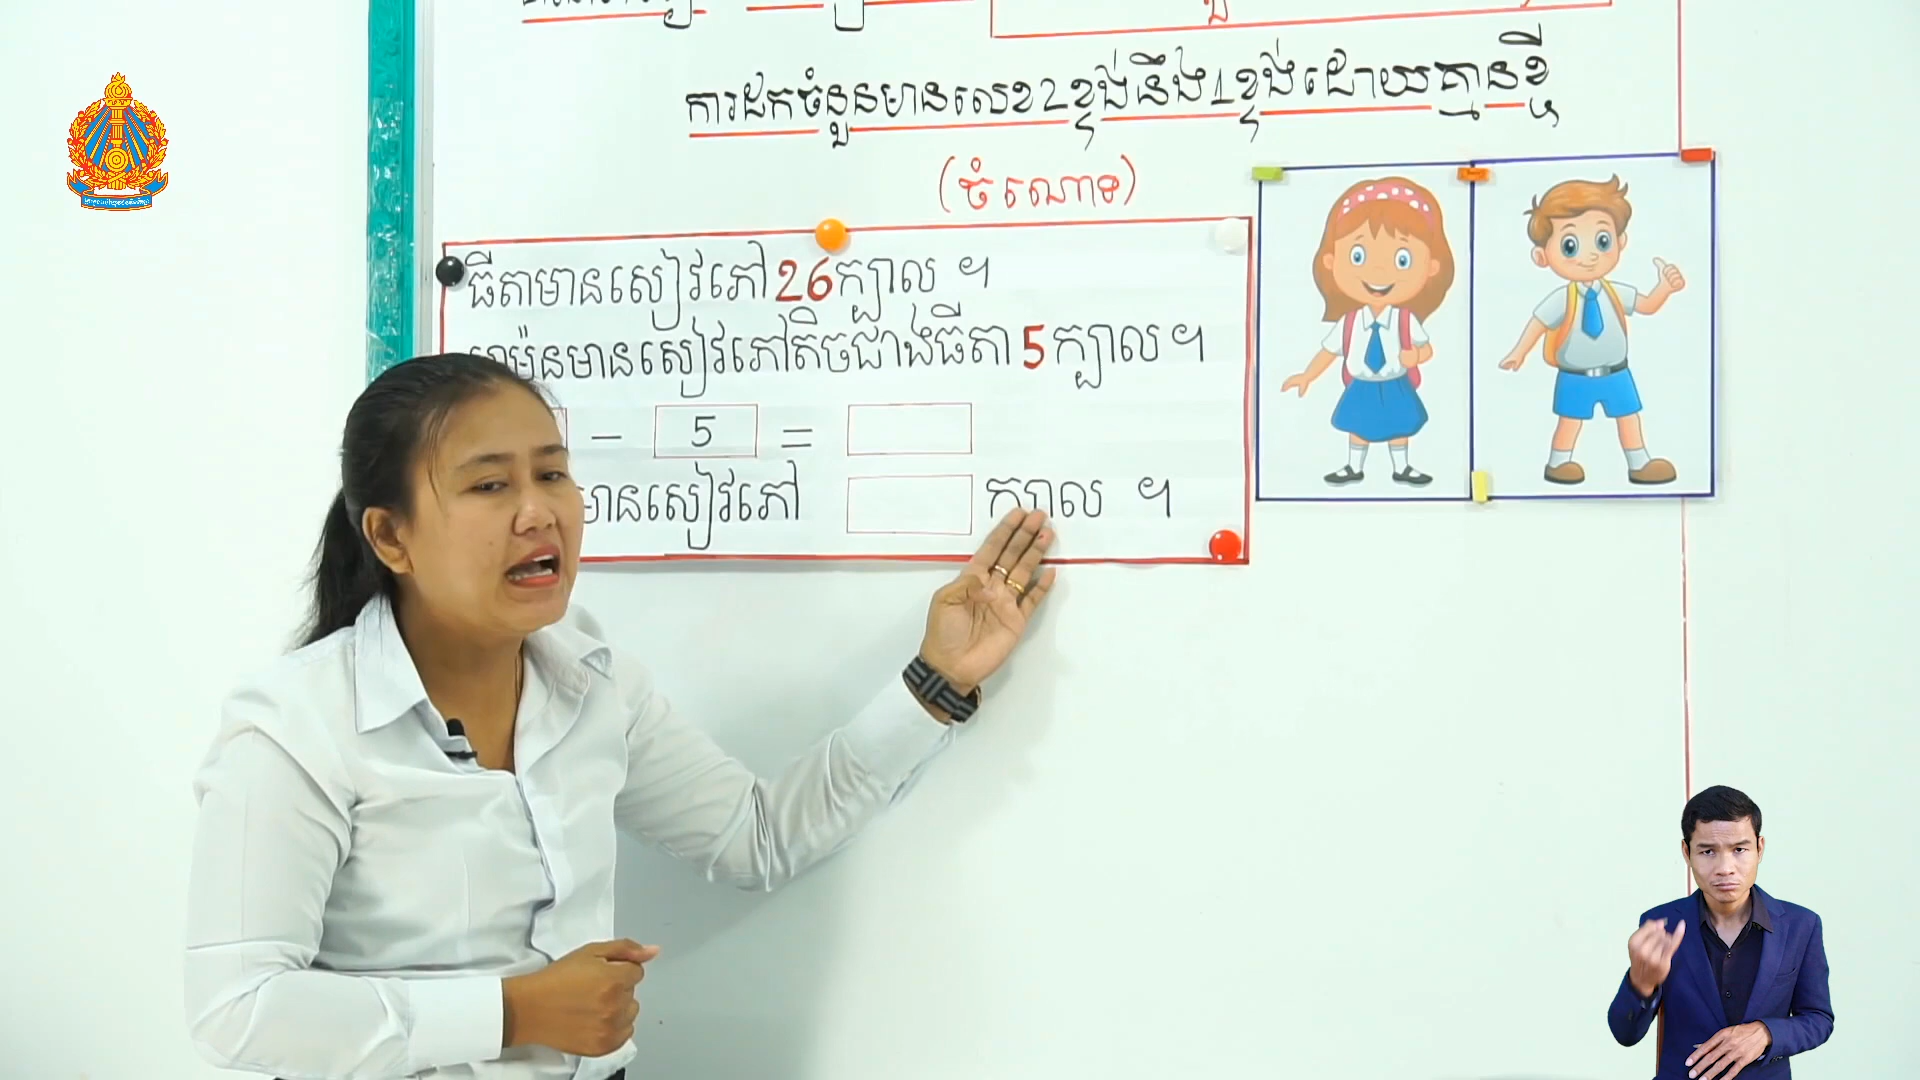 ការដកចំនួនមានលេខ2ខ្ទង់នឹង1ខ្ទង់ដោយគ្មានខ្ចី
(ចំណោទ)
ធីតាមានសៀវភៅ 26 ក្បាល ។
មានសៀវភៅតិចជាងធីតា 5 ក្បាល ។
– 5 =
មានសៀវភៅ ក្បាល ។